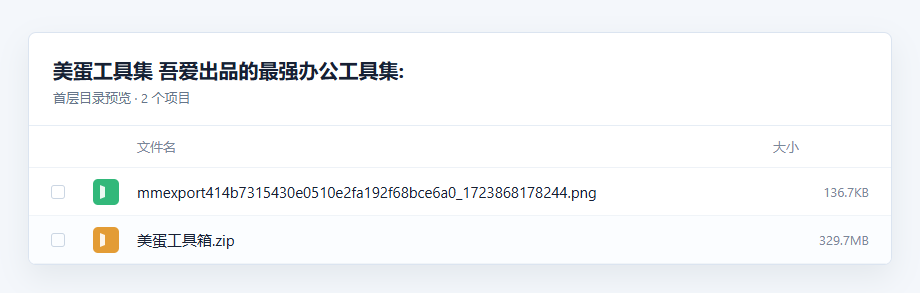 美蛋工具集 吾爱出品的最强办公工具集:
首层目录预览 · 2 个项目
文件名 大小
mmexport414b7315430e0510e2fa192f68bce6a0_1723868178244.png 136.7KB
美蛋工具箱.zip 329.7MB